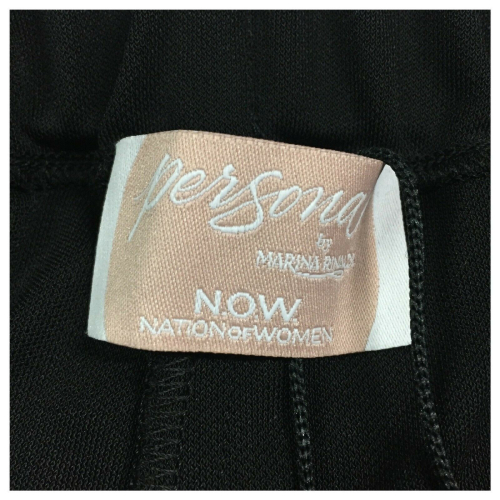 persona
by
MARINA RINALDI
N.O.W.
NATION OF WOMEN